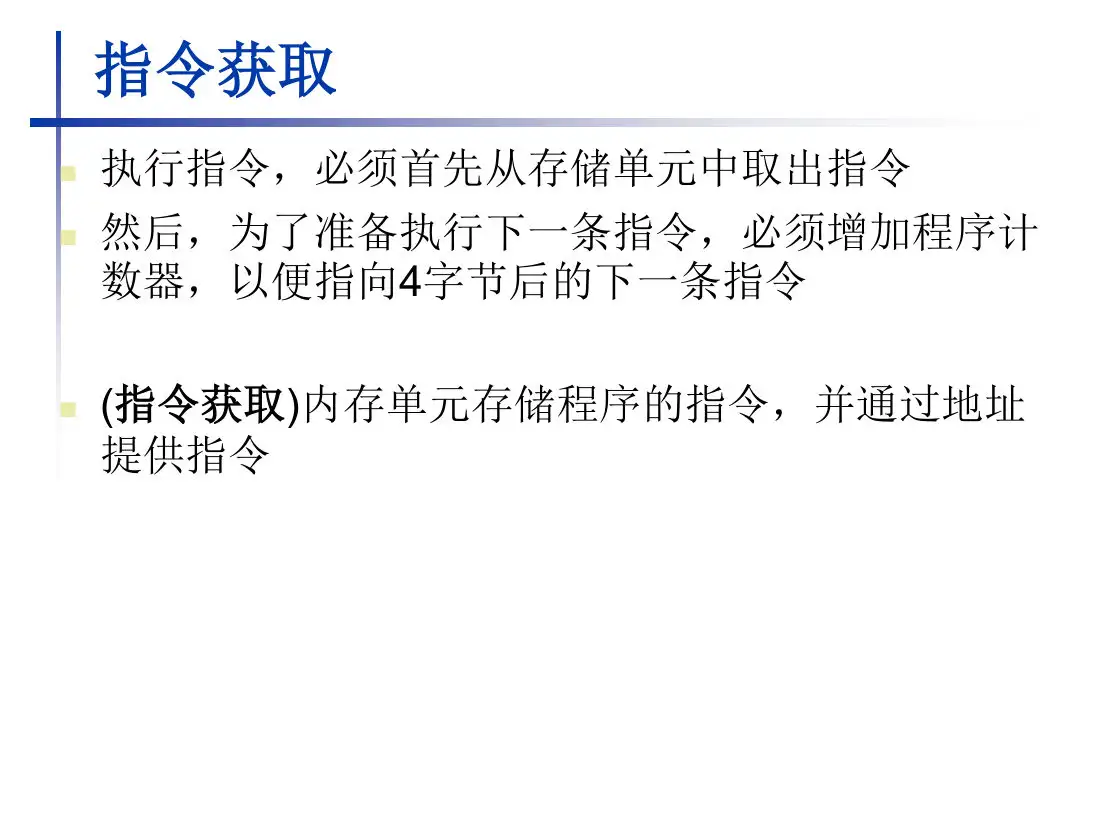 指令获取
执行指令，必须首先从存储单元中取出指令
然后，为了准备执行下一条指令，必须增加程序计
数器，以便指向4字节后的下一条指令
(指令获取)内存单元存储程序的指令，并通过地址
提供指令